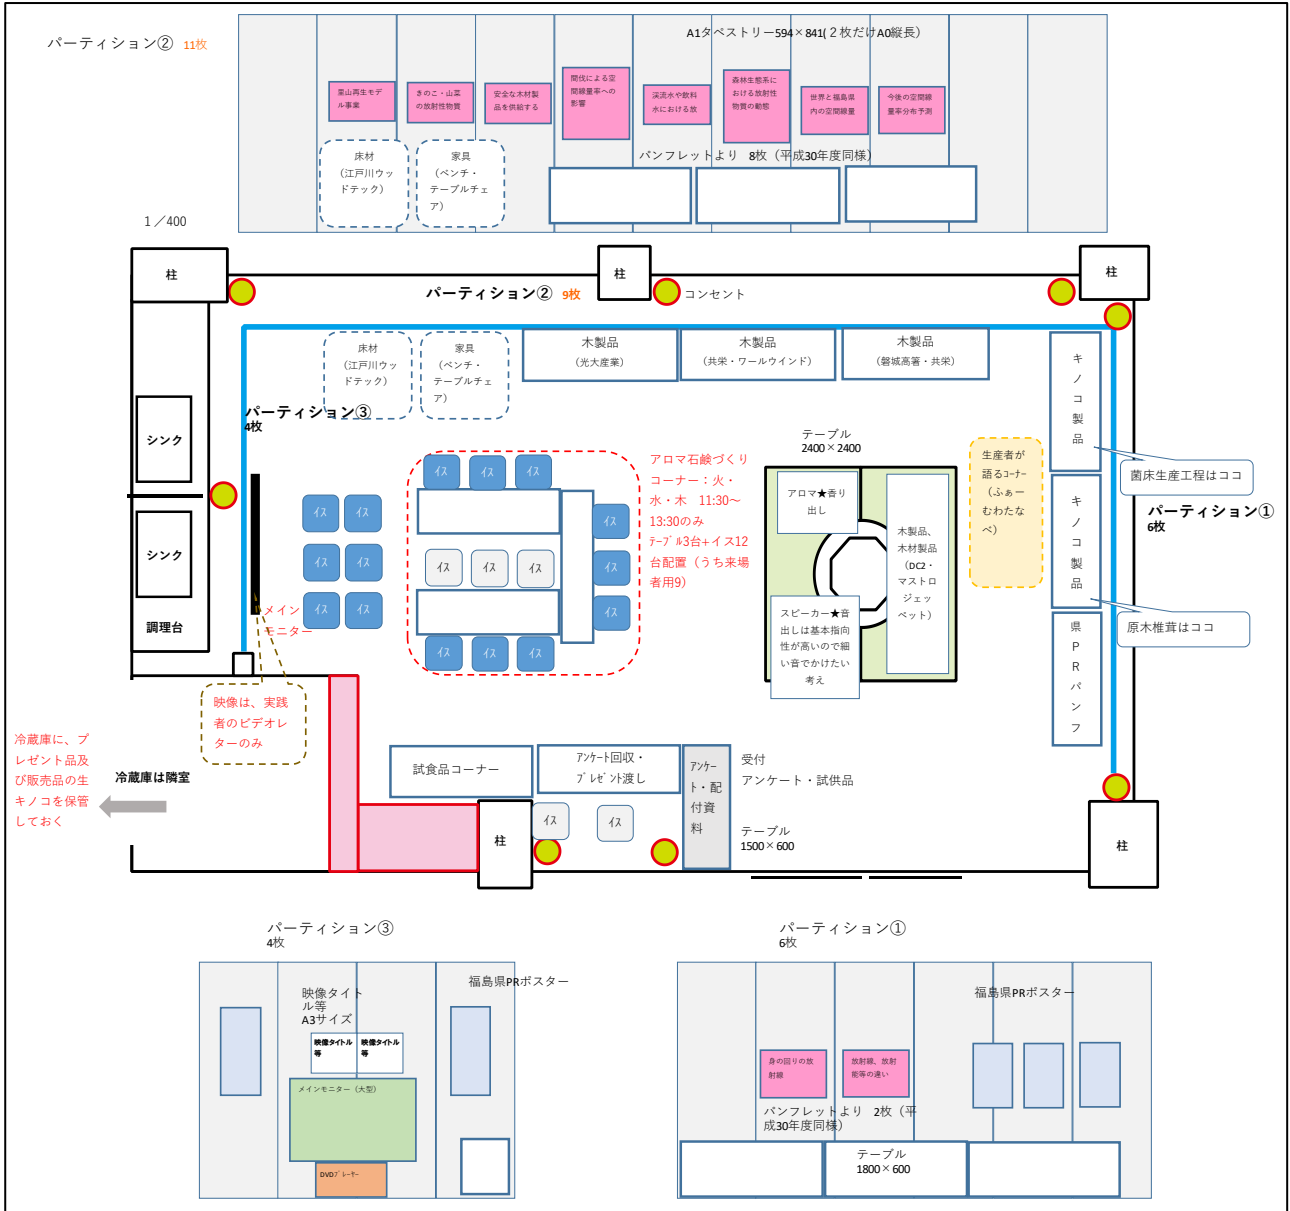 パーティション② 11枚
A1タペストリー594×841(２枚だけA0縦長)
里山再生モデ
ル事業
きのこ・山菜
の放射性物質
安全な木材製
品を供給する
間伐による空
間線量率への
影響
渓流水や飲料
水における放
森林生態系に
おける放射性
物質の動態
世界と福島県
内の空間線量
今後の空間線
量率分布予測
パンフレットより　8枚（平成30年度同様）
床材
（江戸川ウッ
ドテック）
家具
（ベンチ・
テーブルチェ
ア）
1／400
柱
柱
柱
パーティション② 9枚
コンセント
床材
（江戸川ウッ
ドテック）
家具
（ベンチ・
テーブルチェ
ア）
木製品
（光大産業）
木製品
（共栄・ワールウインド）
木製品
（磐城高箸・共栄）
キノコ製品
パーティション③
4枚
シンク
シンク
調理台
イス
イス
イス
イス
イス
イス
メイン
モニター
イス
イス
イス
イス
イス
イス
イス
イス
イス
イス
イス
イス
アロマ石鹸づくり
コーナー：火・
水・木　11:30～
13:30のみ
ﾃｰﾌﾞﾙ3台+イス12
台配置（うち来場
者用9）
テーブル
2400×2400
アロマ★香り
出し
木製品、
木材製品
（DC2・
マストロ
ジェッ
ペット）
スピーカー★音
出しは基本指向
性が高いので細
い音でかけたい
考え
生産者が
語るｺｰﾅｰ
（ふぁー
むわたな
べ）
菌床生産工程はココ
キノコ製品
パーティション①
6枚
原木椎茸はココ
県PRパンフ
映像は、実践
者のビデオレ
ターのみ
冷蔵庫に、プ
レゼント品及
び販売品の生
キノコを保管
しておく
冷蔵庫は隣室
試食品コーナー
ｱﾝｹｰﾄ回収・
ﾌﾟﾚｾﾞﾝﾄ渡し
ｱﾝｹｰ
ﾄ・配
付資
料
受付
アンケート・試供品
テーブル
1500×600
イス
イス
柱
柱
パーティション③
4枚
映像タイト
ル等
A3サイズ
福島県PRポスター
映像タイトル
等
映像タイトル
等
メインモニター（大型）
DVDﾌﾟﾚｰﾔｰ
パーティション①
6枚
福島県PRポスター
身の回りの放
射線
放射線、放射
能等の違い
パンフレットより　2枚（平
成30年度同様）
テーブル
1800×600